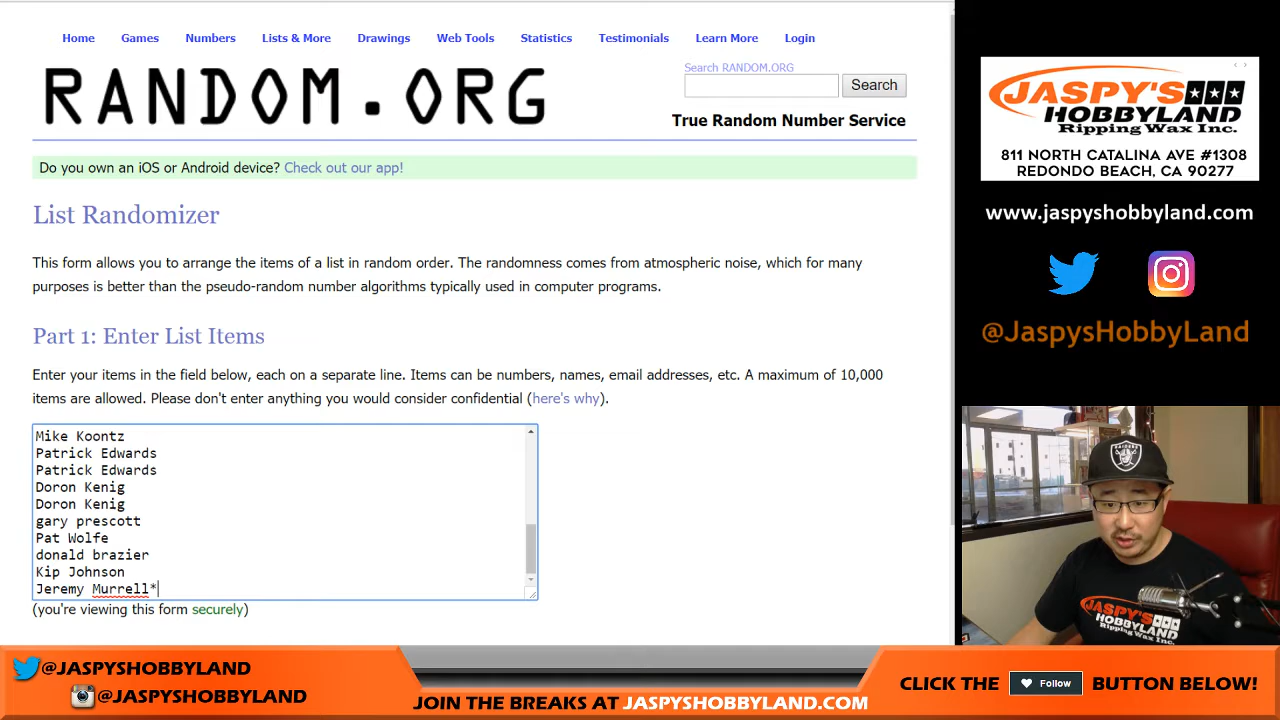 Home Games Numbers Lists & More Drawings Web Tools Statistics Testimonials Learn More Login
RANDOM.ORG
Search RANDOM.ORG
Search
True Random Number Service
Do you own an iOS or Android device? Check out our app!
List Randomizer
This form allows you to arrange the items of a list in random order. The randomness comes from atmospheric noise, which for many
purposes is better than the pseudo-random number algorithms typically used in computer programs.
Part 1: Enter List Items
Enter your items in the field below, each on a separate line. Items can be numbers, names, email addresses, etc. A maximum of 10,000
items are allowed. Please don't enter anything you would consider confidential (here's why).
Mike Koontz
Patrick Edwards
Patrick Edwards
Doron Kenig
Doron Kenig
gary prescott
Pat Wolfe
donald brazier
Kip Johnson
Jeremy Murrell*
(you're viewing this form securely)
JASPY'S
HOBBYLAND
Ripping Wax Inc.
811 NORTH CATALINA AVE #1308
REDONDO BEACH, CA 90277
www.jaspyshobbyland.com
@JaspysHobbyLand
RAIDERS
JASPY'S
HOBBYLAND
Ripping Wax Inc.
@JASPYSHOBBYLAND
@JASPYSHOBBYLAND
JOIN THE BREAKS AT JASPYSHOBBYLAND.COM
CLICK THE Follow BUTTON BELOW!